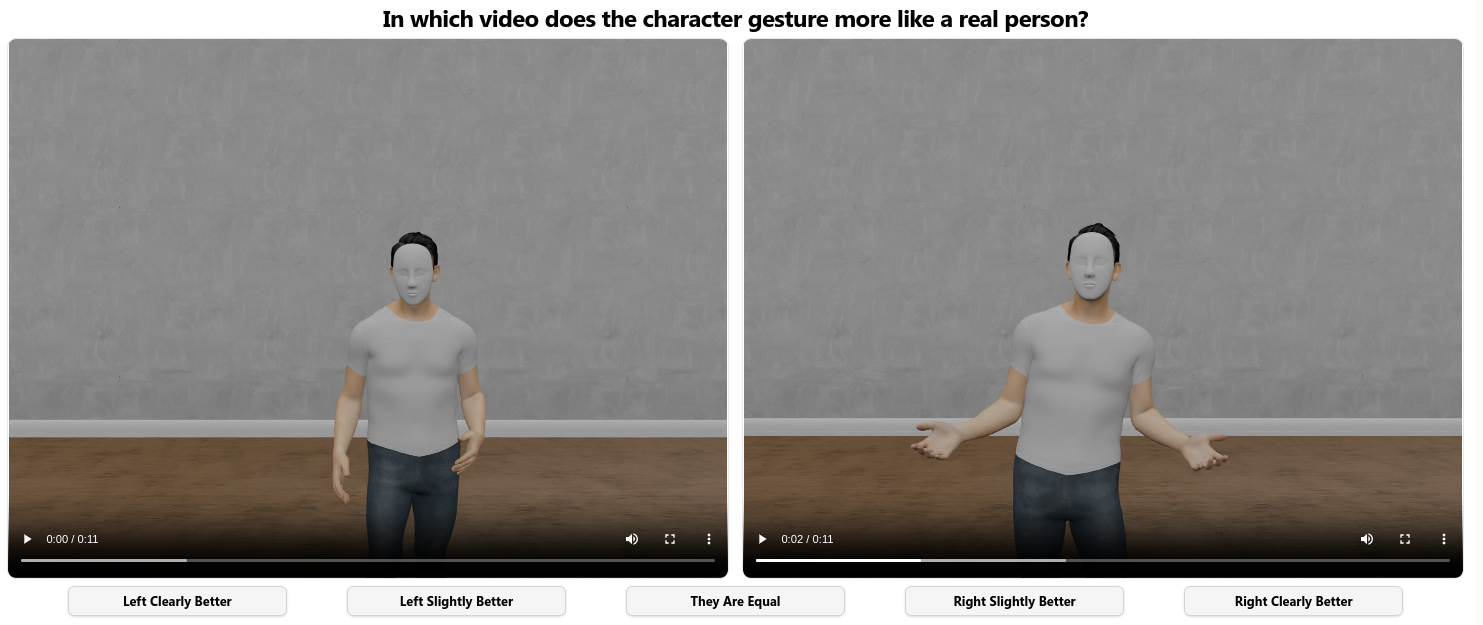 In which video does the character gesture more like a real person?
0:00 / 0:11
0:02 / 0:11
Left Clearly Better
Left Slightly Better
They Are Equal
Right Slightly Better
Right Clearly Better